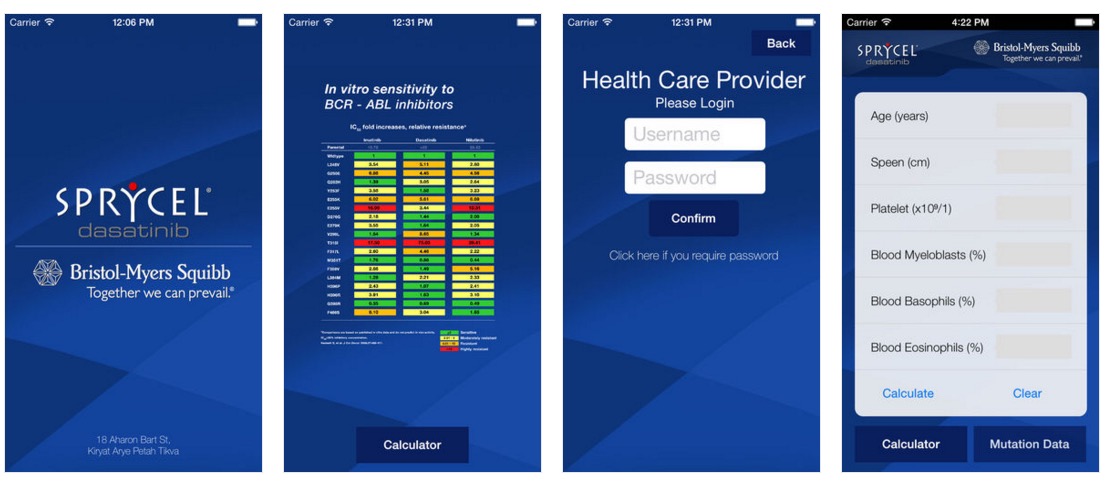 Carrier 12:06 PM
SPRYCEL®
dasatinib
Bristol-Myers Squibb
Together we can prevail.®
18 Aharon Bart St,
Kiryat Arye Petah Tikva
Carrier 12:31 PM
In vitro sensitivity to
BCR - ABL inhibitors
IC50 fold increases, relative resistance*
Imatinib Dasatinib Nilotinib
Parental
Wildtype 1 1 1
L248V 3.54 5.11 2.80
G250E 6.86 4.45 4.56
Q252H 1.39 3.05 2.64
Y253F 3.58 1.58 3.23
E255K 6.02 5.61 6.69
E255V 3.44
D276G 2.18 1.44 2.00
E279K 3.55 1.64 2.05
V299L 1.54 8.65 1.34
T315I
F317L 2.60 4.46 2.22
M351T 1.76 0.88 0.44
F359V 2.86 1.49 5.16
L384M 1.28 2.21 2.33
H396P 2.43 1.07 2.41
H396R 3.91 1.63 3.10
G398R 0.35 0.69 0.49
F486S 8.10 3.04 1.85
Sensitive
Moderately resistant
Resistant
Highly resistant
Calculator
Carrier 12:31 PM
Back
Health Care Provider
Please Login
Username
Password
Confirm
Click here if you require password
Carrier 4:22 PM
SPRYCEL®
dasatinib
Bristol-Myers Squibb
Together we can prevail.®
Age (years)
Speen (cm)
Platelet (x10⁹/1)
Blood Myeloblasts (%)
Blood Basophils (%)
Blood Eosinophils (%)
Calculate Clear
Calculator Mutation Data